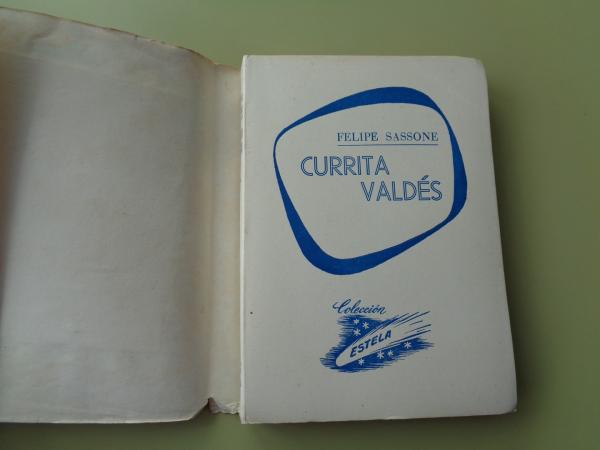 FELIPE SASSONE
CURRITA
VALDÉS
Colección
ESTELA